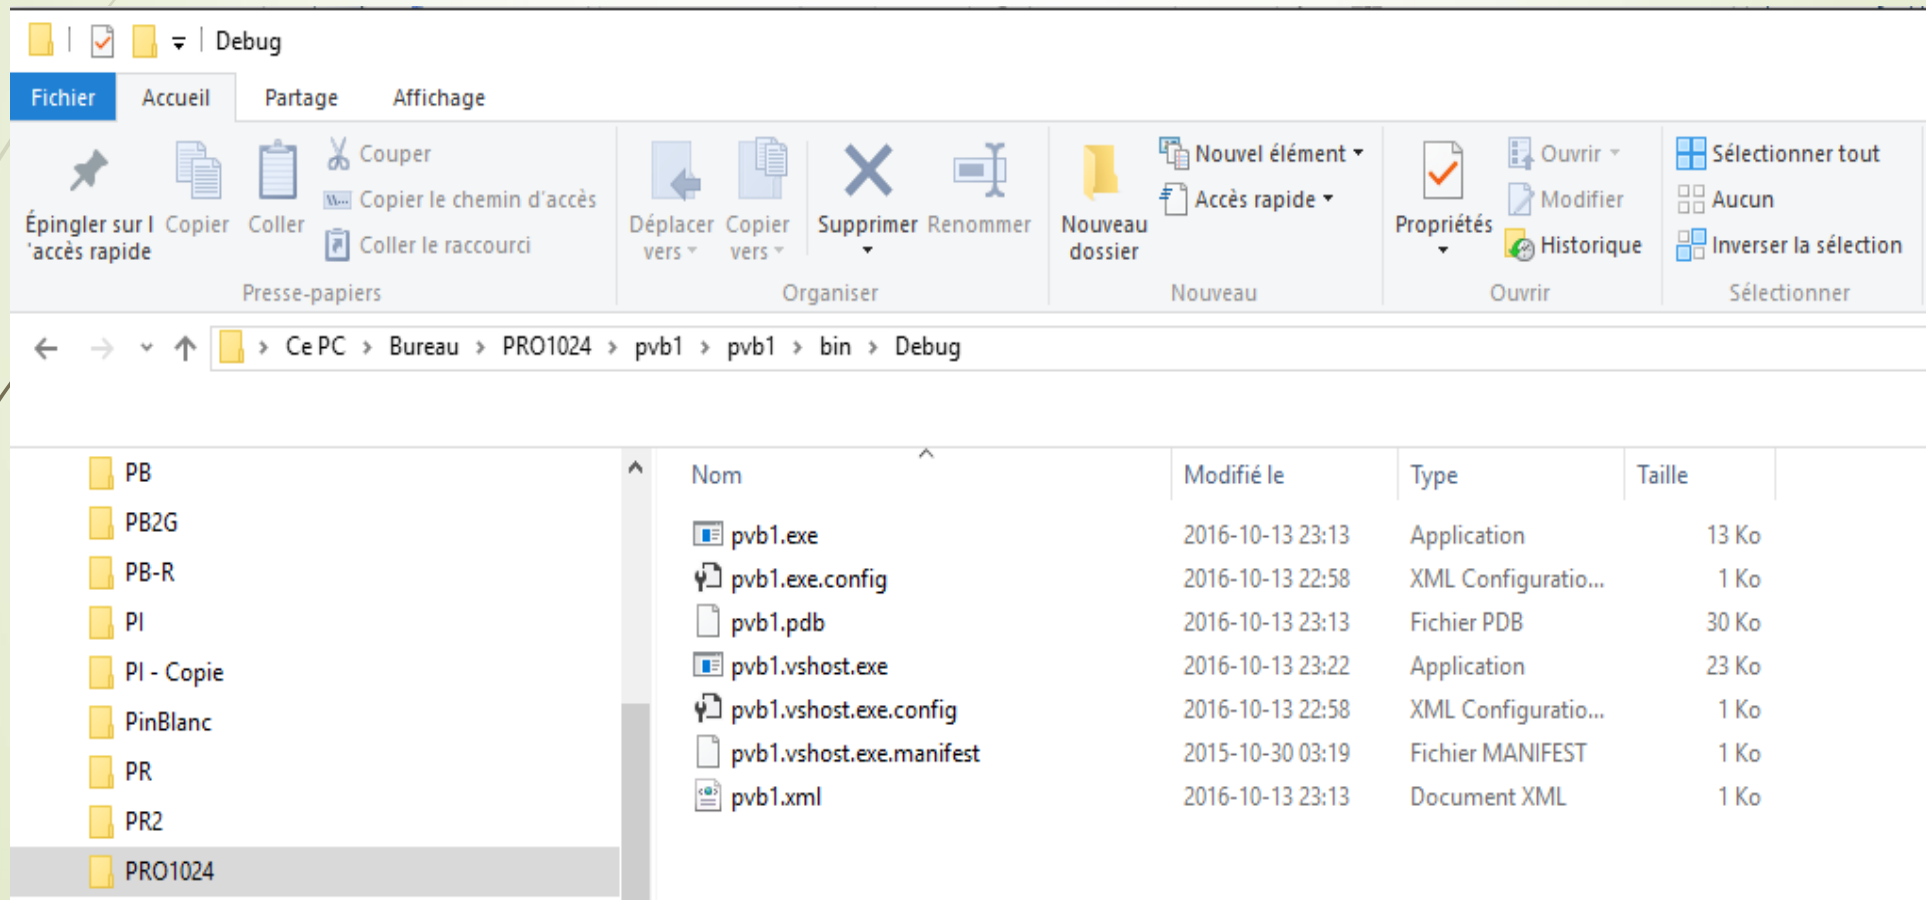 Debug
Fichier Accueil Partage Affichage
Épingler sur l
'accès rapide
Copier
Coller
Couper
Copier le chemin d'accès
Coller le raccourci
Presse-papiers
Déplacer
vers
Copier
vers
Supprimer
Renommer
Organiser
Nouveau
dossier
Nouvel élément
Accès rapide
Nouveau
Propriétés
Ouvrir
Modifier
Historique
Ouvrir
Sélectionner tout
Aucun
Inverser la sélection
Sélectionner
Ce PC > Bureau > PRO1024 > pvb1 > pvb1 > bin > Debug
PB
PB2G
PB-R
PI
PI - Copie
PinBlanc
PR
PR2
PRO1024
Nom Modifié le Type Taille
pvb1.exe 2016-10-13 23:13 Application 13 Ko
pvb1.exe.config 2016-10-13 22:58 XML Configuratio... 1 Ko
pvb1.pdb 2016-10-13 23:13 Fichier PDB 30 Ko
pvb1.vshost.exe 2016-10-13 23:22 Application 23 Ko
pvb1.vshost.exe.config 2016-10-13 22:58 XML Configuratio... 1 Ko
pvb1.vshost.exe.manifest 2015-10-30 03:19 Fichier MANIFEST 1 Ko
pvb1.xml 2016-10-13 23:13 Document XML 1 Ko